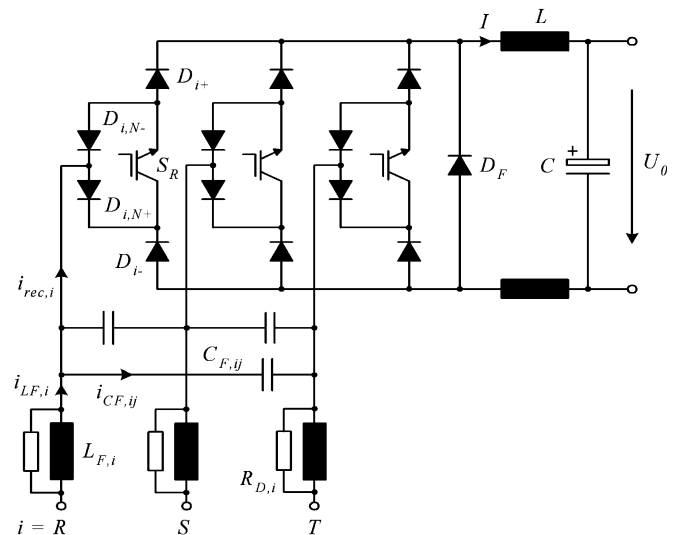 I
L
D_{i+}
D_{i,N-}
S_R
D_F
C
+
U_0
D_{i,N+}
D_{i-}
i_{rec,i}
C_{F,ij}
i_{LF,i}
i_{CF,ij}
L_{F,i}
R_{D,i}
i = R
S
T